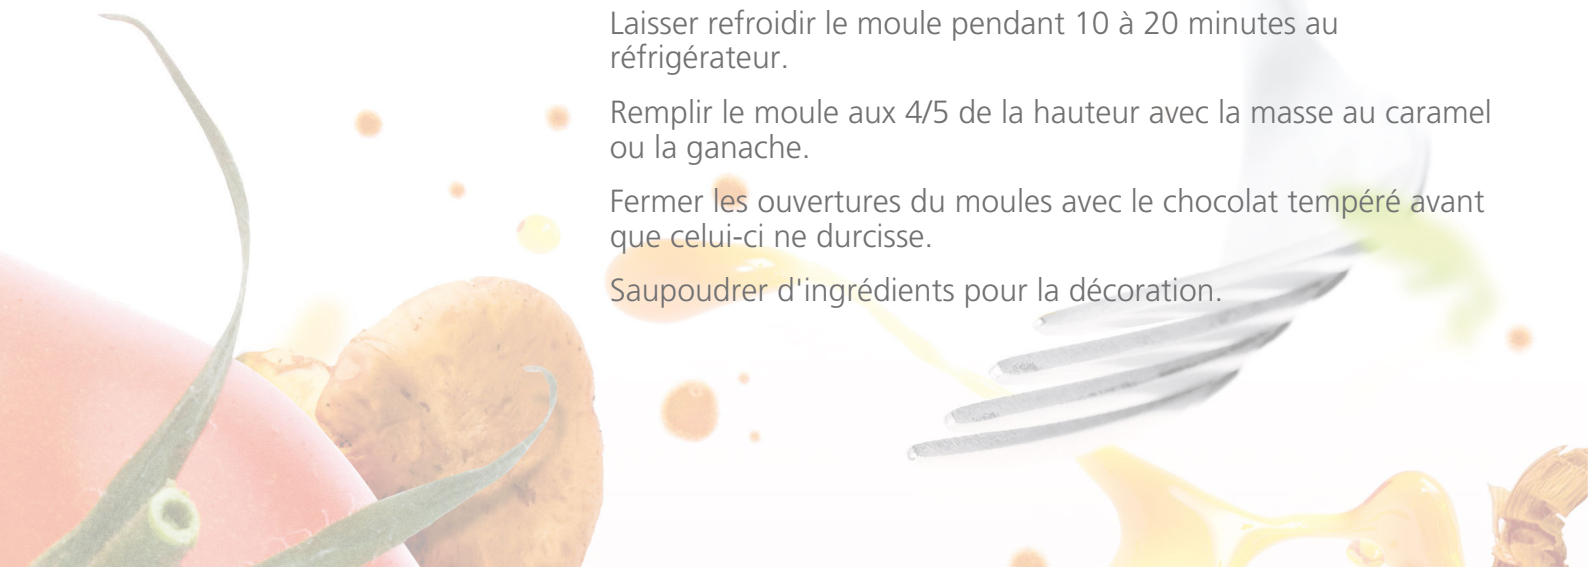 Laisser refroidir le moule pendant 10 à 20 minutes au
réfrigérateur.
Remplir le moule aux 4/5 de la hauteur avec la masse au caramel
ou la ganache.
Fermer les ouvertures du moules avec le chocolat tempéré avant
que celui-ci ne durcisse.
Saupoudrer d'ingrédients pour la décoration.